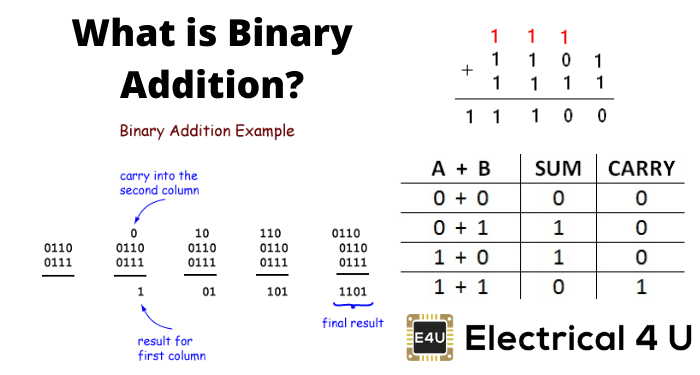 What is Binary
Addition?
Binary Addition Example
carry into the
second column
0 10 110 0110
0110 0110 0110 0110 0110
0111 0111 0111 0111 0111
1 01 101 1101
result for
first column
final result
1 1 1
+ 1 1 0 1
1 1 1 1
1 1 1 0 0
A + B SUM CARRY
0 + 0 0 0
0 + 1 1 0
1 + 0 1 0
1 + 1 0 1
E4U Electrical 4 U